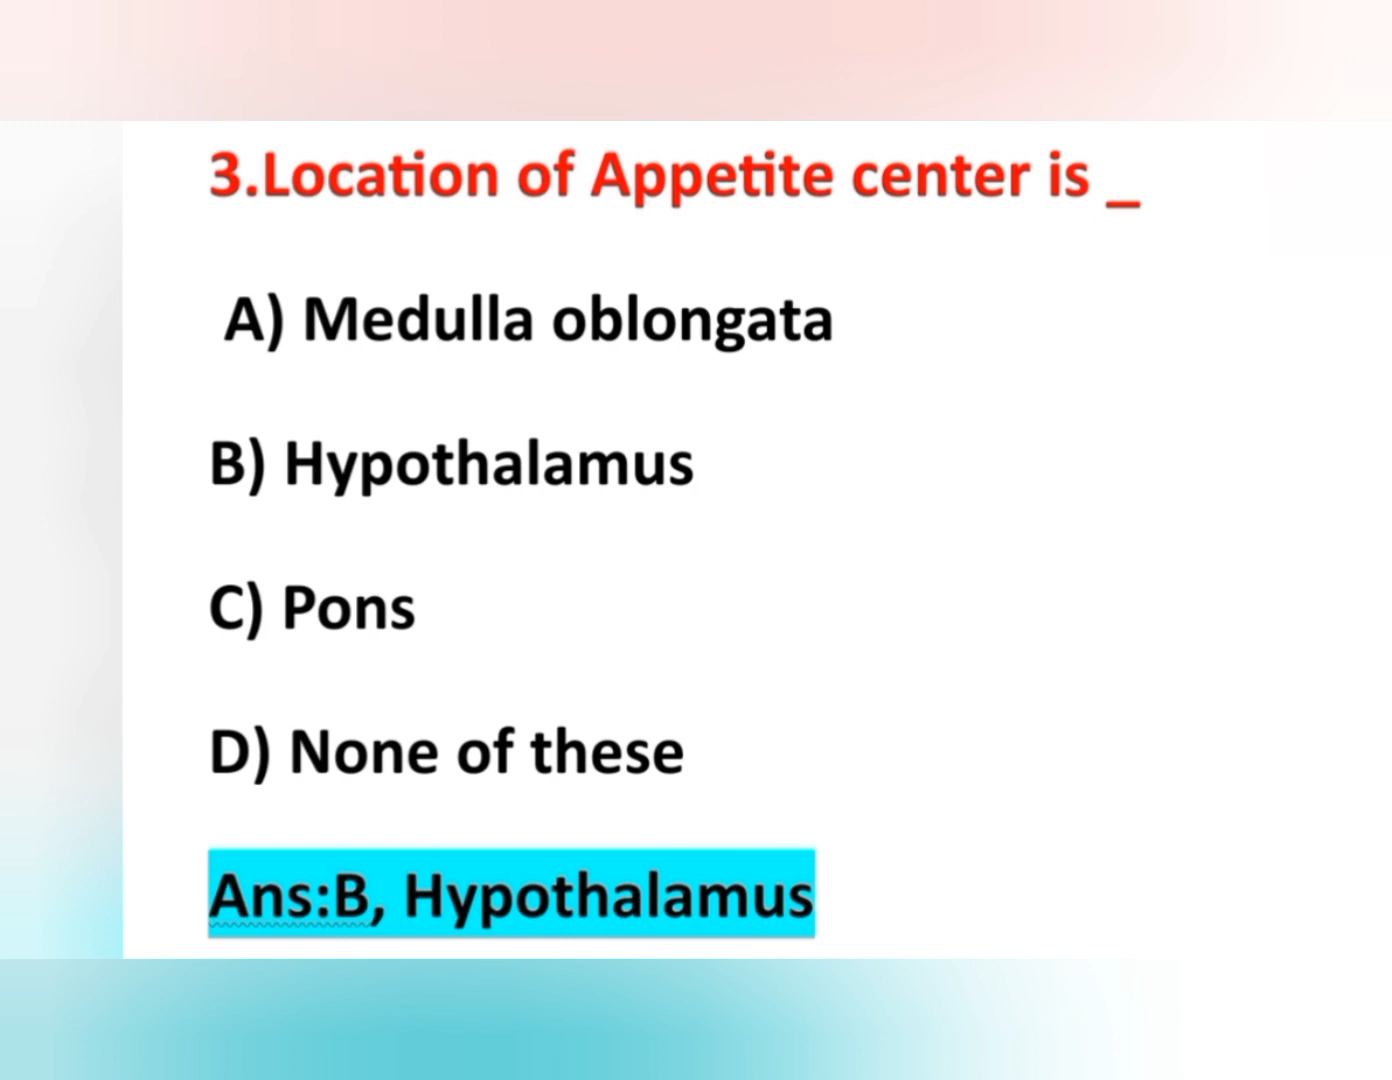 3.Location of Appetite center is _
A) Medulla oblongata
B) Hypothalamus
C) Pons
D) None of these
Ans:B, Hypothalamus